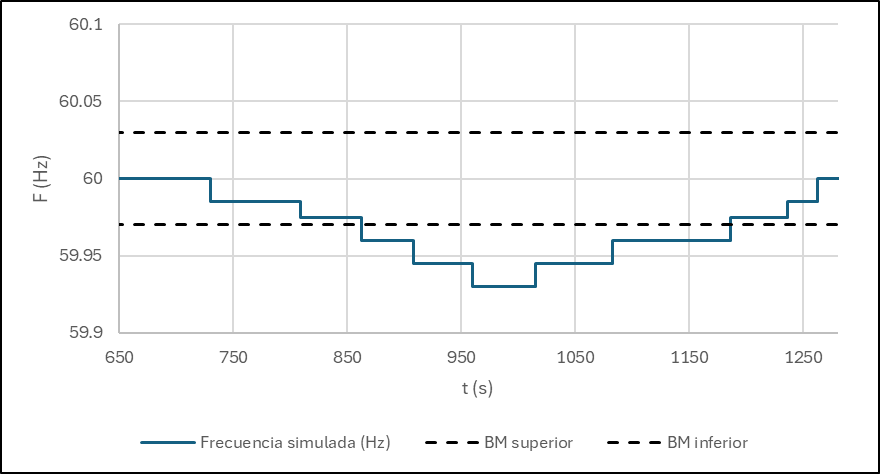 60.1
60.05
60
59.95
59.9
F (Hz)
650 750 850 950 1050 1150 1250
t (s)
Frecuencia simulada (Hz) BM superior BM inferior